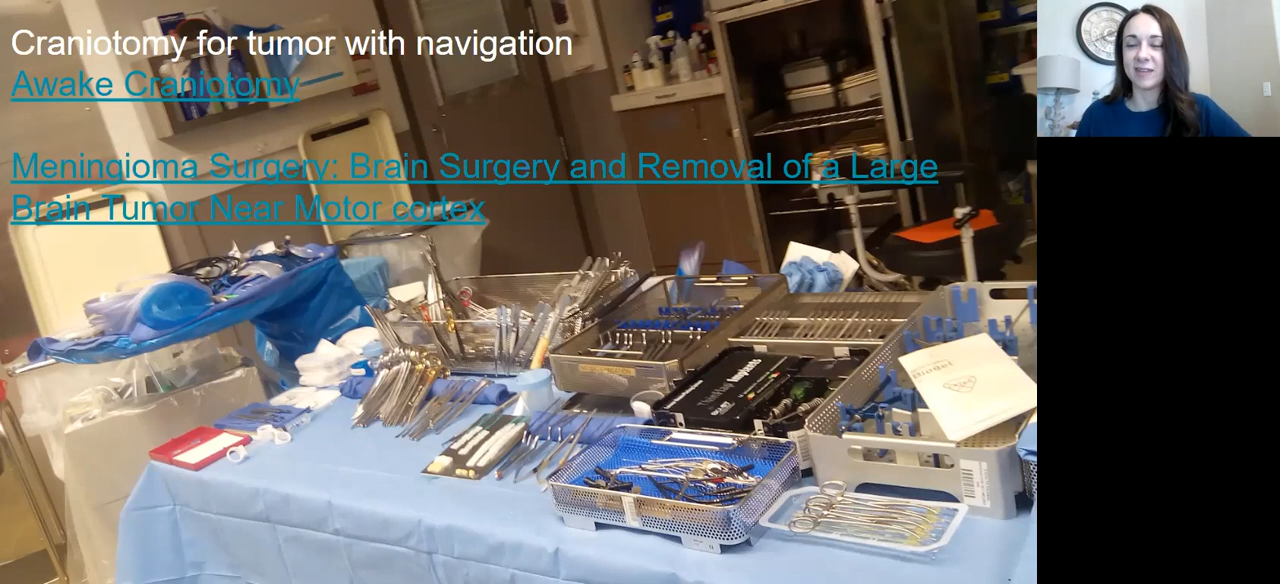 Craniotomy for tumor with navigation
Awake Craniotomy
Meningioma Surgery: Brain Surgery and Removal of a Large
Brain Tumor Near Motor cortex